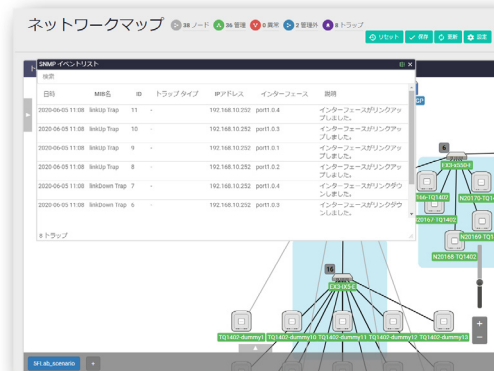 ネットワークマップ 38 ノード 36 管理 0 異常 2 管理外 8 トラップ
リセット 保存 更新 設定
SNMP イベントリスト
検索
日時 MIB名 ID トラップ タイプ IPアドレス インターフェース 説明
2020-06-05 11:08 linkUp Trap 11 - 192.168.10.252 port1.0.4 インターフェースがリンクアッ
プしました。
2020-06-05 11:08 linkUp Trap 10 - 192.168.10.252 port1.0.3 インターフェースがリンクアッ
プしました。
2020-06-05 11:08 linkUp Trap 9 - 192.168.10.252 port1.0.1 インターフェースがリンクアッ
プしました。
2020-06-05 11:08 linkUp Trap 8 - 192.168.10.252 port1.0.2 インターフェースがリンクアッ
プしました。
2020-06-05 11:08 linkDown Trap 7 - 192.168.10.252 port1.0.4 インターフェースがリンクダウ
ンしました。
2020-06-05 11:08 linkDown Trap 6 - 192.168.10.252 port1.0.3 インターフェースがリンクダウ
ンしました。
8 トラップ
6
EX3-x550-E
166-TQ1402 N20170-TQ14
N20167-TQ1402
N20169-TQ1
N20168-TQ1402
16
TQ1402-dummy1 TQ1402-dummy10 TQ1402-dummy11 TQ1402-dummy12 TQ1402-dummy13
+
−
SH.ab_scenario +